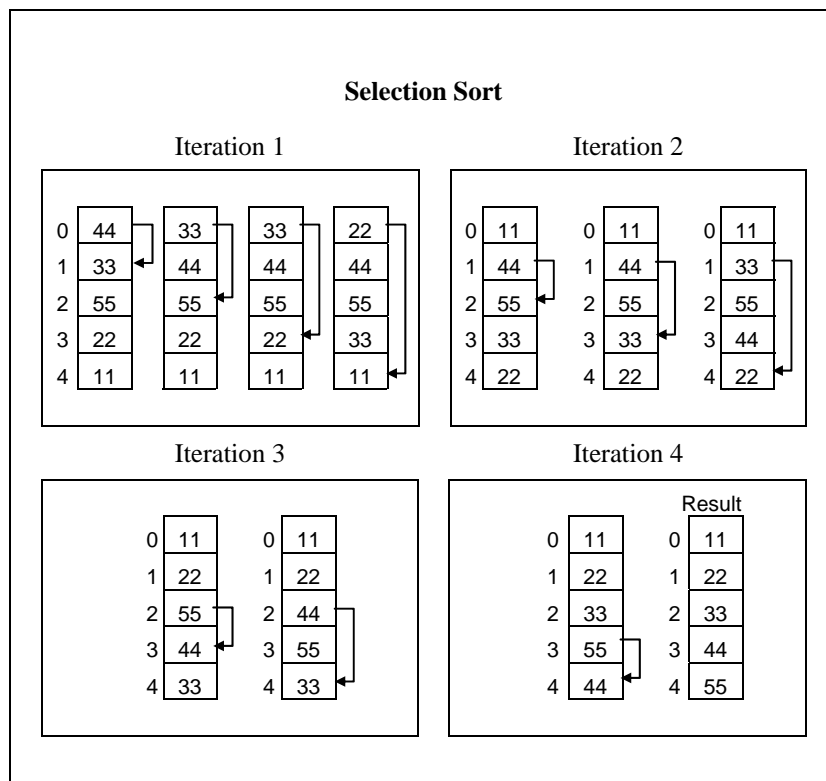 Selection Sort
Iteration 1
0 44 33 33 22
1 33 44 44 44
2 55 55 55 55
3 22 22 22 33
4 11 11 11 11
Iteration 2
0 11 0 11 0 11
1 44 1 44 1 33
2 55 2 55 2 55
3 33 3 33 3 44
4 22 4 22 4 22
Iteration 3
0 11 0 11
1 22 1 22
2 55 2 44
3 44 3 55
4 33 4 33
Iteration 4
Result
0 11 0 11
1 22 1 22
2 33 2 33
3 55 3 44
4 44 4 55